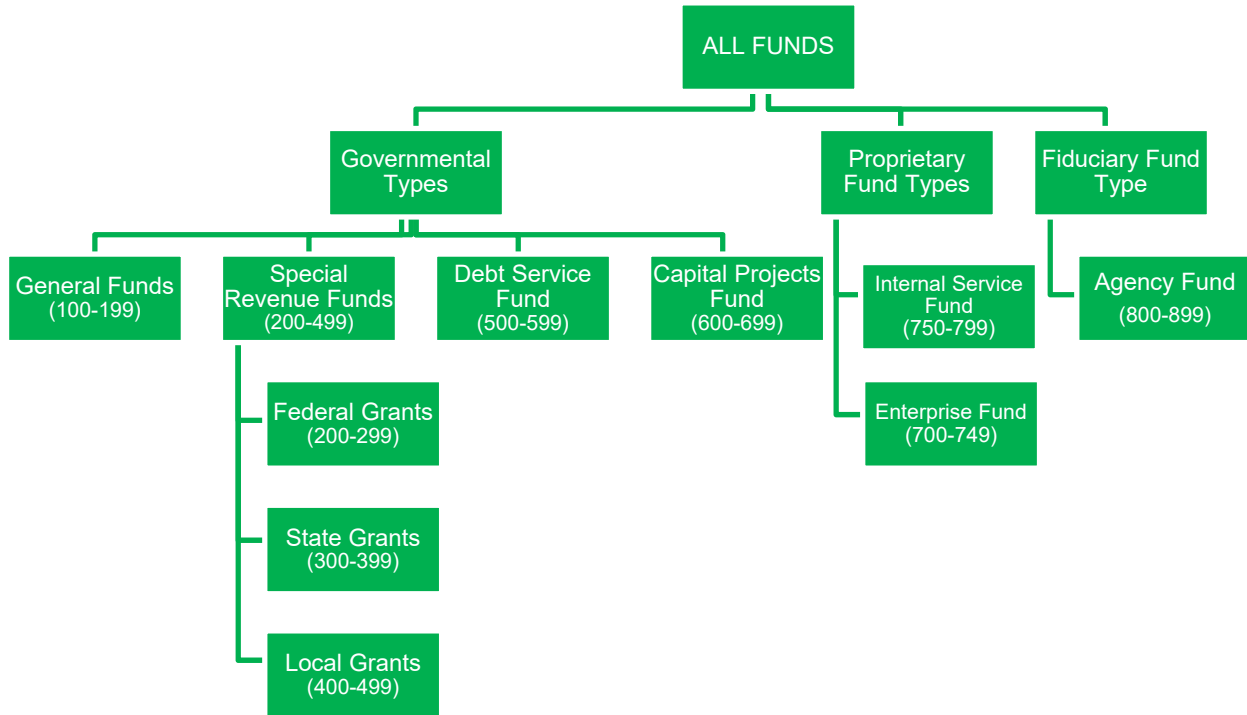 ALL FUNDS
Governmental
Types
Proprietary
Fund Types
Fiduciary Fund
Type
General Funds
(100-199)
Special
Revenue Funds
(200-499)
Debt Service
Fund
(500-599)
Capital Projects
Fund
(600-699)
Internal Service
Fund
(750-799)
Agency Fund
(800-899)
Federal Grants
(200-299)
Enterprise Fund
(700-749)
State Grants
(300-399)
Local Grants
(400-499)